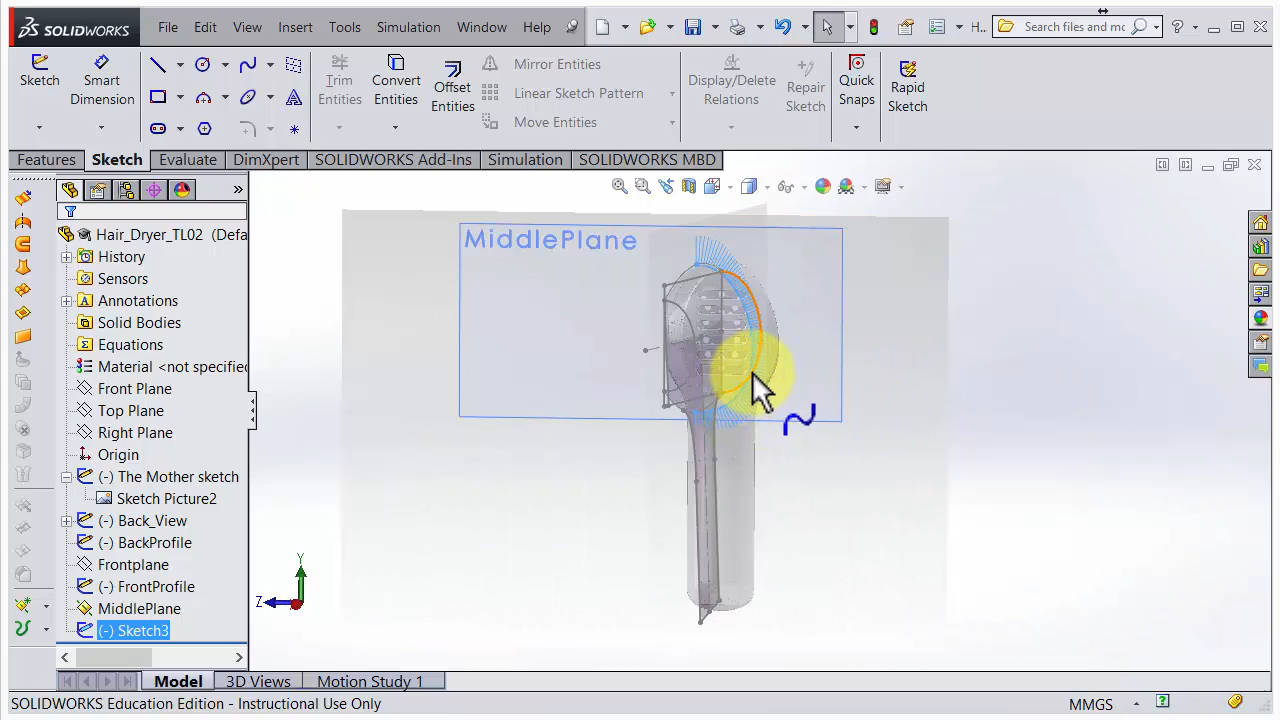 SOLIDWORKS
File Edit View Insert Tools Simulation Window Help
H... Search files and mc
Sketch
Smart Dimension
Trim Entities
Convert Entities
Offset Entities
Mirror Entities
Linear Sketch Pattern
Move Entities
Display/Delete Relations
Repair Sketch
Quick Snaps
Rapid Sketch
Features Sketch Evaluate DimXpert SOLIDWORKS Add-Ins Simulation SOLIDWORKS MBD
Hair_Dryer_TL02 (Defa
History
Sensors
Annotations
Solid Bodies
Equations
Material <not specified
Front Plane
Top Plane
Right Plane
Origin
(-) The Mother sketch
Sketch Picture2
(-) Back_View
(-) BackProfile
Frontplane
(-) FrontProfile
MiddlePlane
(-) Sketch3
MiddlePlane
Y
Z
Model 3D Views Motion Study 1
SOLIDWORKS Education Edition - Instructional Use Only
MMGS